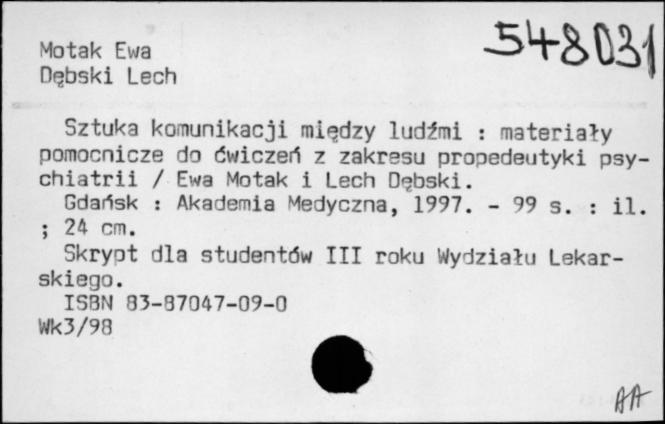 548031
Motak Ewa
Dębski Lech
Sztuka komunikacji między ludźmi : materiały
pomocnicze do ćwiczeń z zakresu propedeutyki psy-
chiatrii / Ewa Motak i Lech Dębski.
Gdańsk : Akademia Medyczna, 1997. - 99 s. : il.
; 24 cm.
Skrypt dla studentów III roku Wydziału Lekar-
skiego.
ISBN 83-87047-09-0
Wk3/98
AA